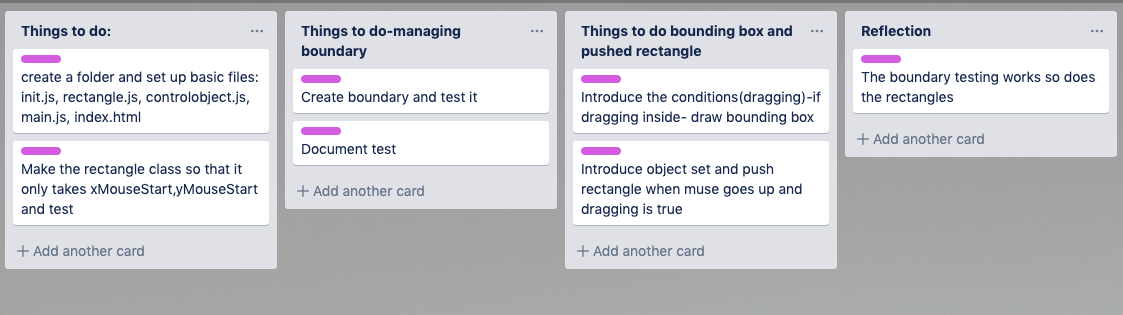 Things to do:
create a folder and set up basic files:
init.js, rectangle.js, controlobject.js,
main.js, index.html
Make the rectangle class so that it
only takes xMouseStart,yMouseStart
and test
+ Add another card
Things to do-managing
boundary
Create boundary and test it
Document test
+ Add another card
Things to do bounding box and
pushed rectangle
Introduce the conditions(dragging)-if
dragging inside- draw bounding box
Introduce object set and push
rectangle when muse goes up and
dragging is true
+ Add another card
Reflection
The boundary testing works so does
the rectangles
+ Add another card